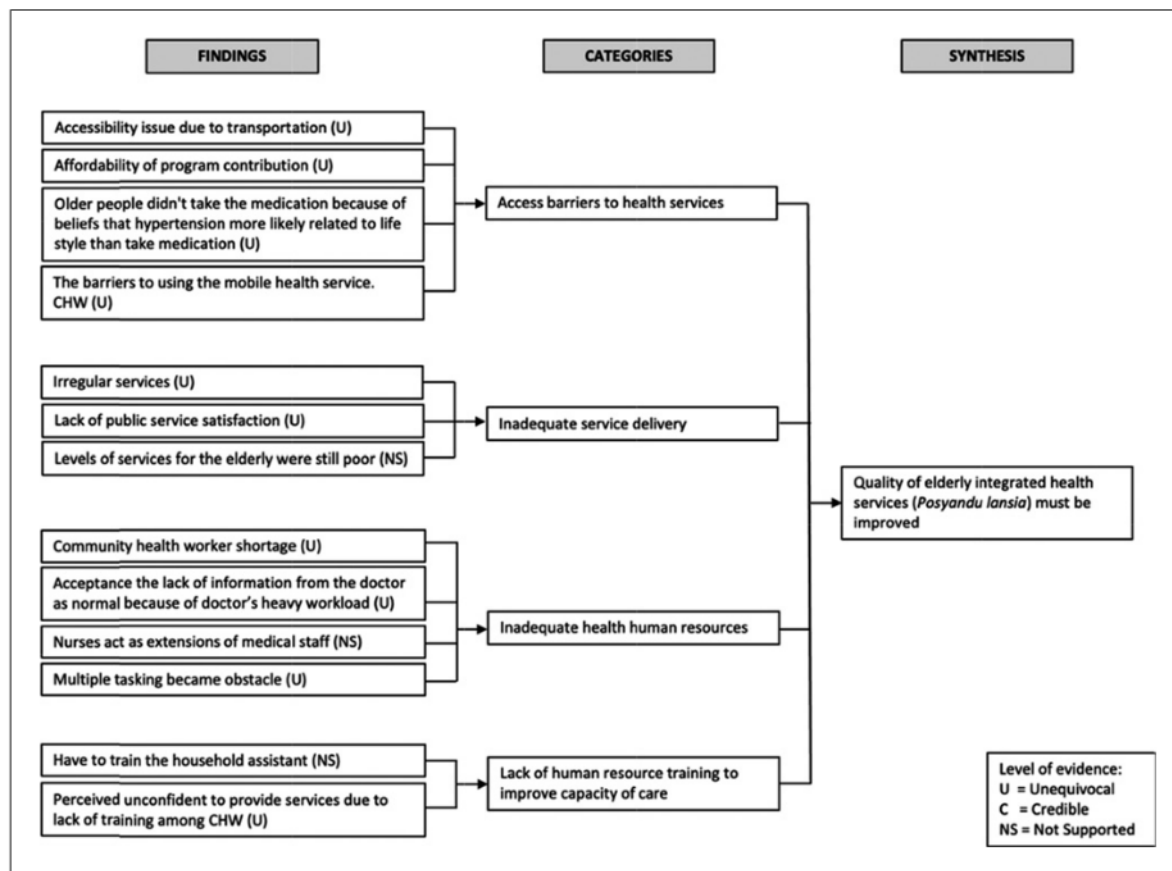 FINDINGS
CATEGORIES
SYNTHESIS
Accessibility issue due to transportation (U)
Affordability of program contribution (U)
Older people didn't take the medication because of
beliefs that hypertension more likely related to life
style than take medication (U)
The barriers to using the mobile health service.
CHW (U)
Access barriers to health services
Irregular services (U)
Lack of public service satisfaction (U)
Levels of services for the elderly were still poor (NS)
Inadequate service delivery
Community health worker shortage (U)
Acceptance the lack of information from the doctor
as normal because of doctor's heavy workload (U)
Nurses act as extensions of medical staff (NS)
Multiple tasking became obstacle (U)
Inadequate health human resources
Have to train the household assistant (NS)
Perceived unconfident to provide services due to
lack of training among CHW (U)
Lack of human resource training to
improve capacity of care
Quality of elderly integrated health
services (Posyandu lansia) must be
improved
Level of evidence:
U = Unequivocal
C = Credible
NS = Not Supported